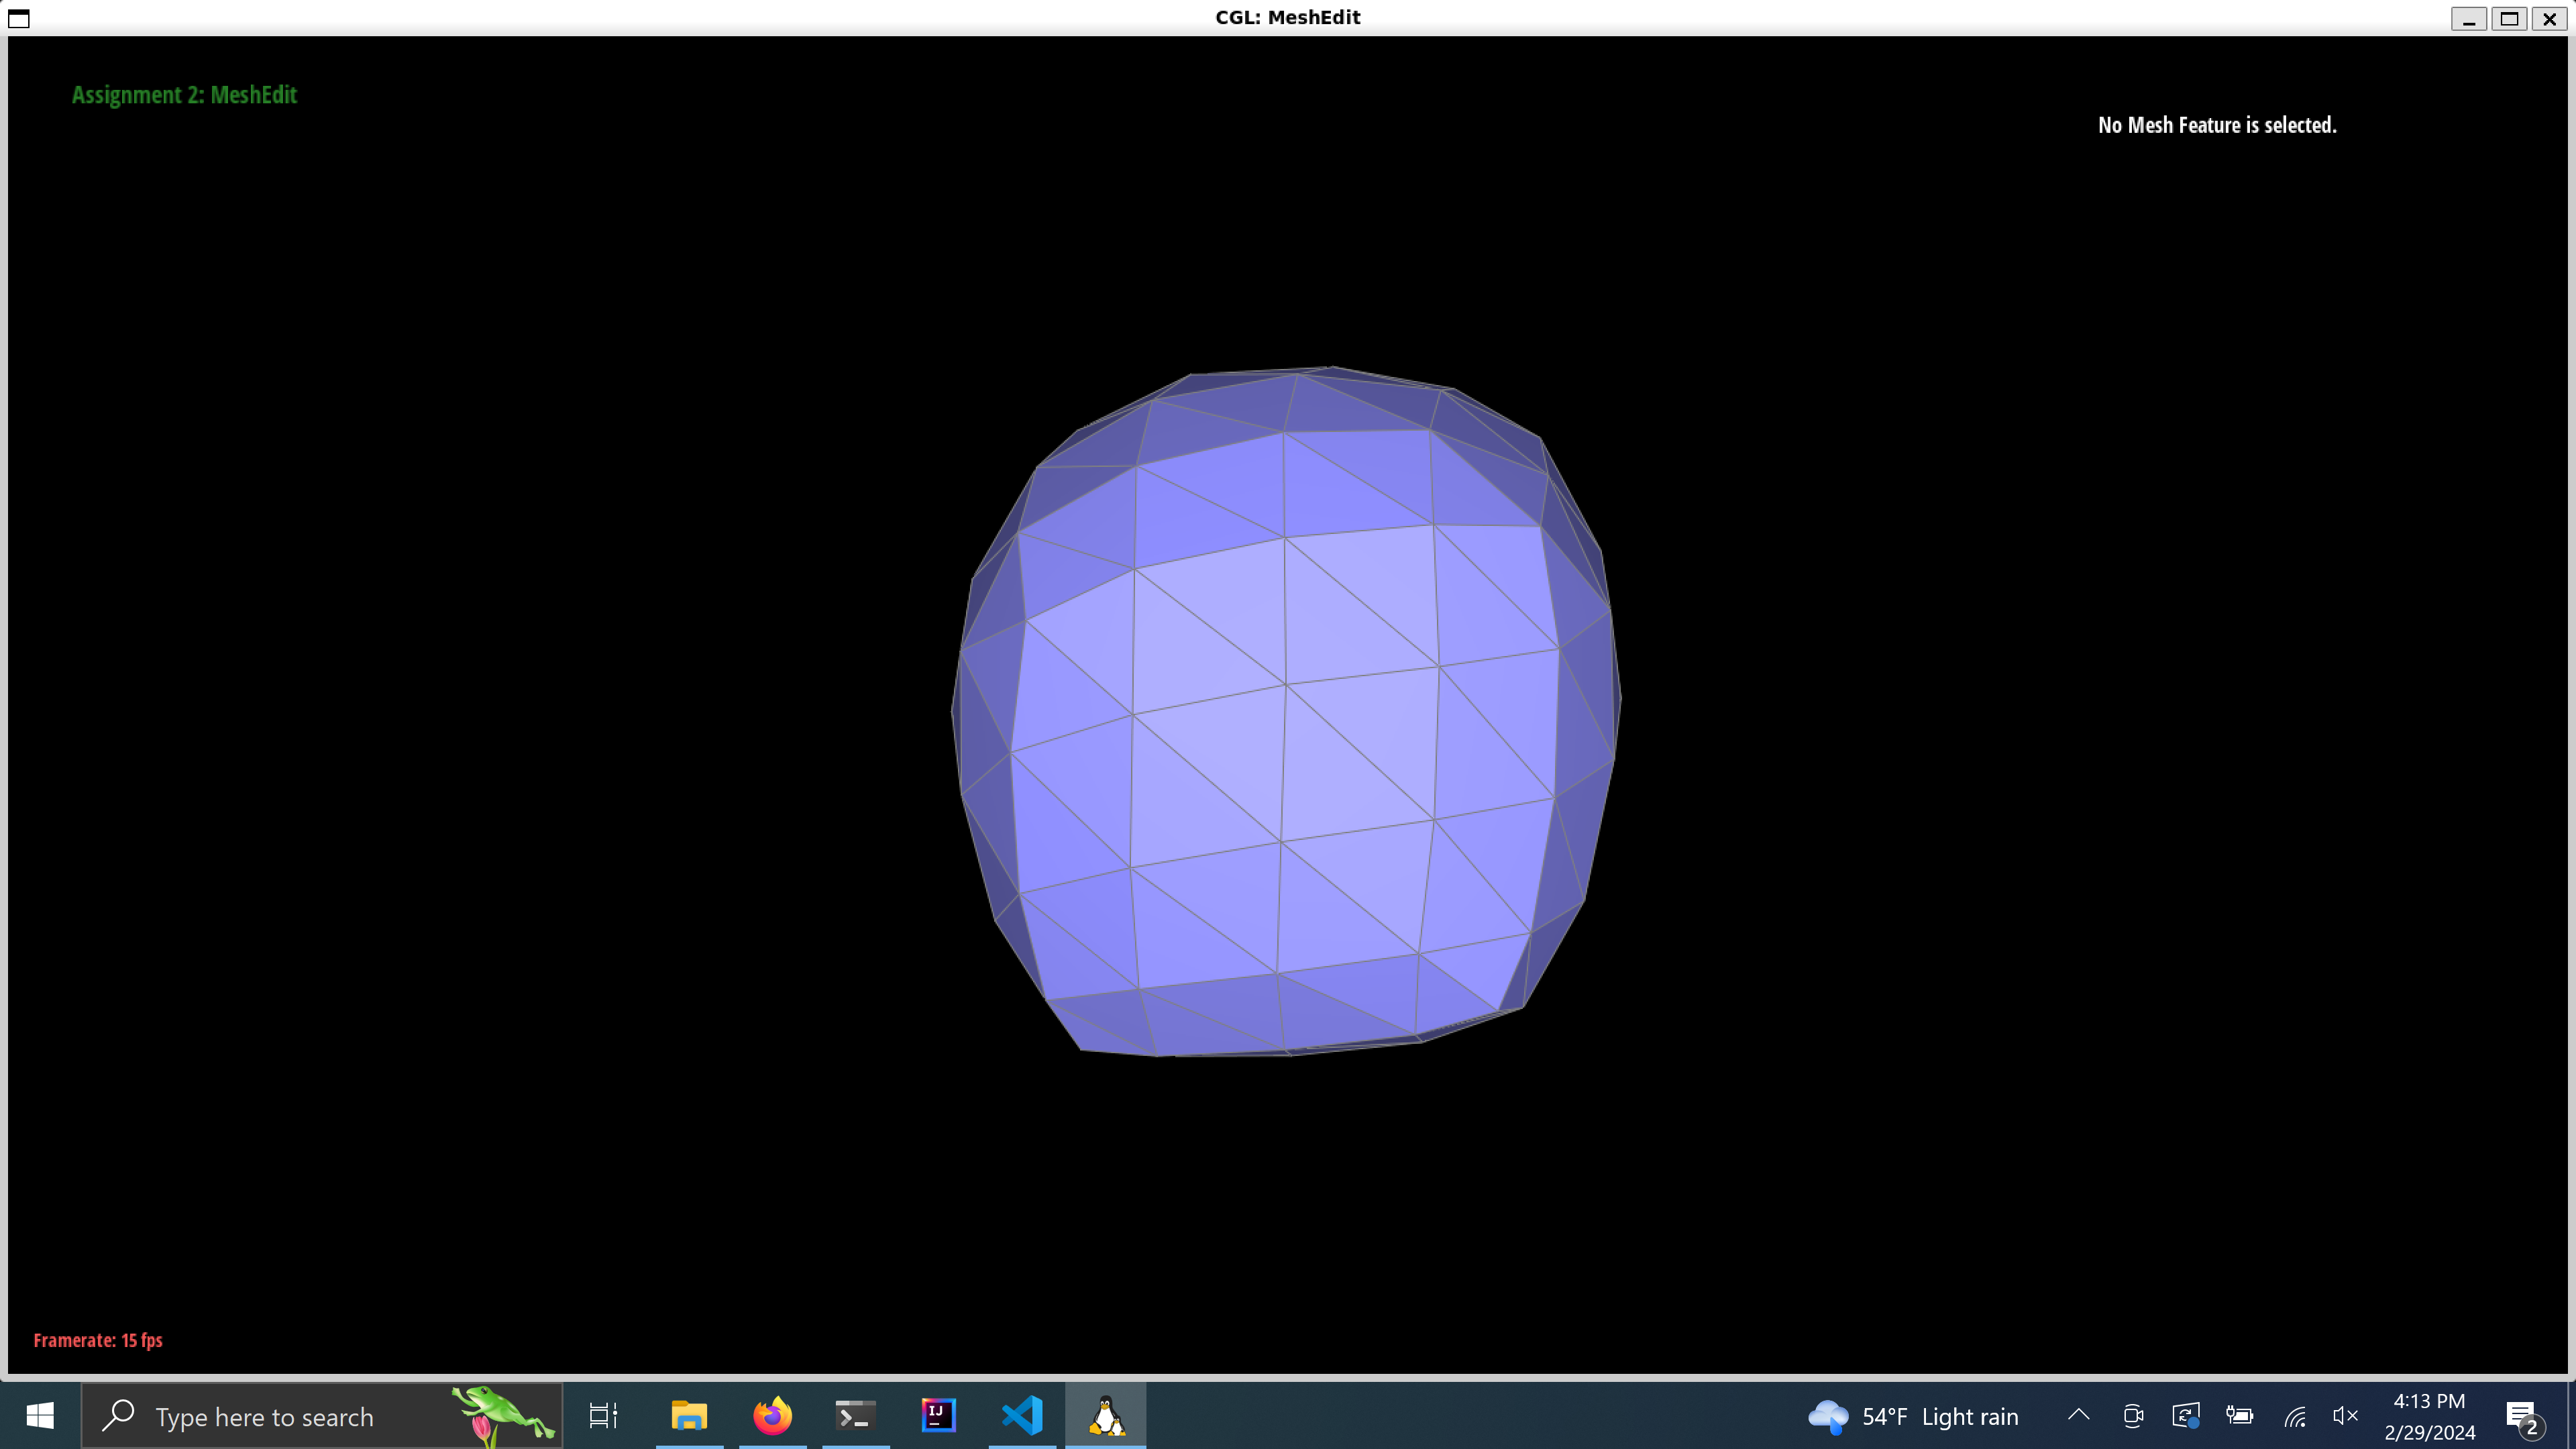 CGL: MeshEdit
Assignment 2: MeshEdit
No Mesh Feature is selected.
Framerate: 15 fps
Type here to search
IJ
54°F Light rain
4:13 PM
2/29/2024
2